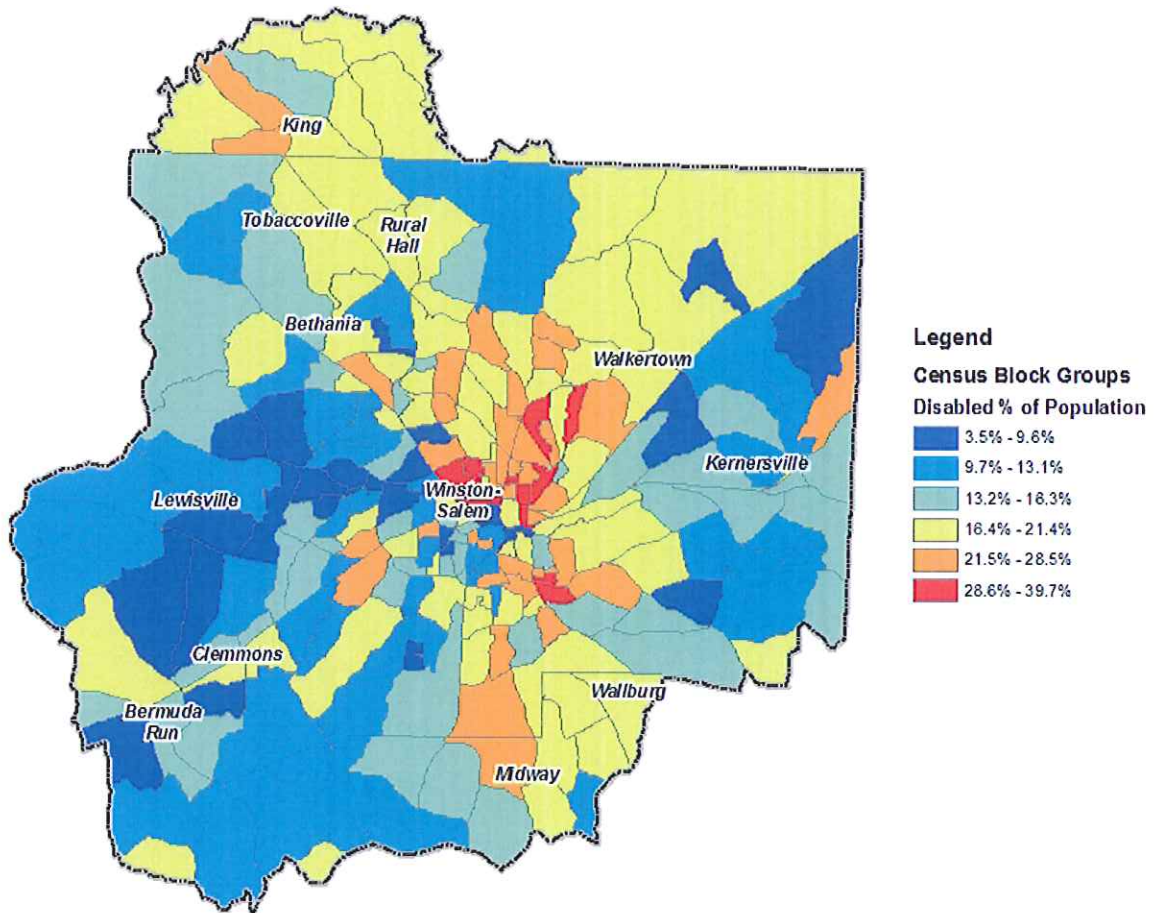 King
Tobaccoville
Rural
Hall
Bethania
Walkertown
Legend
Census Block Groups
Disabled % of Population
3.5% - 9.6%
9.7% - 13.1%
13.2% - 16.3%
16.4% - 21.4%
21.5% - 28.5%
28.6% - 39.7%
Kernersville
Lewisville
Winston-
Salem
Clemmons
Wallburg
Bermuda
Run
Midway